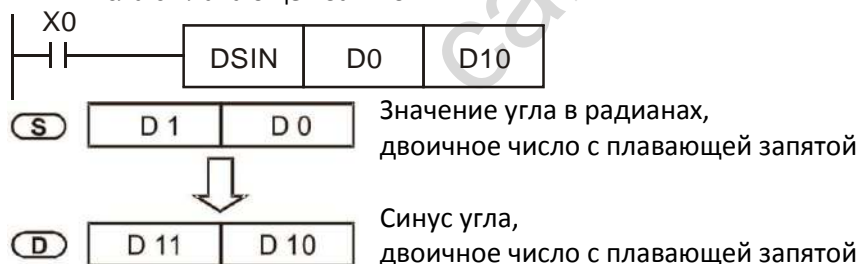 X0
DSIN D0 D10
S D 1 D 0 Значение угла в радианах,
двоичное число с плавающей запятой
D D 11 D 10 Синус угла,
двоичное число с плавающей запятой